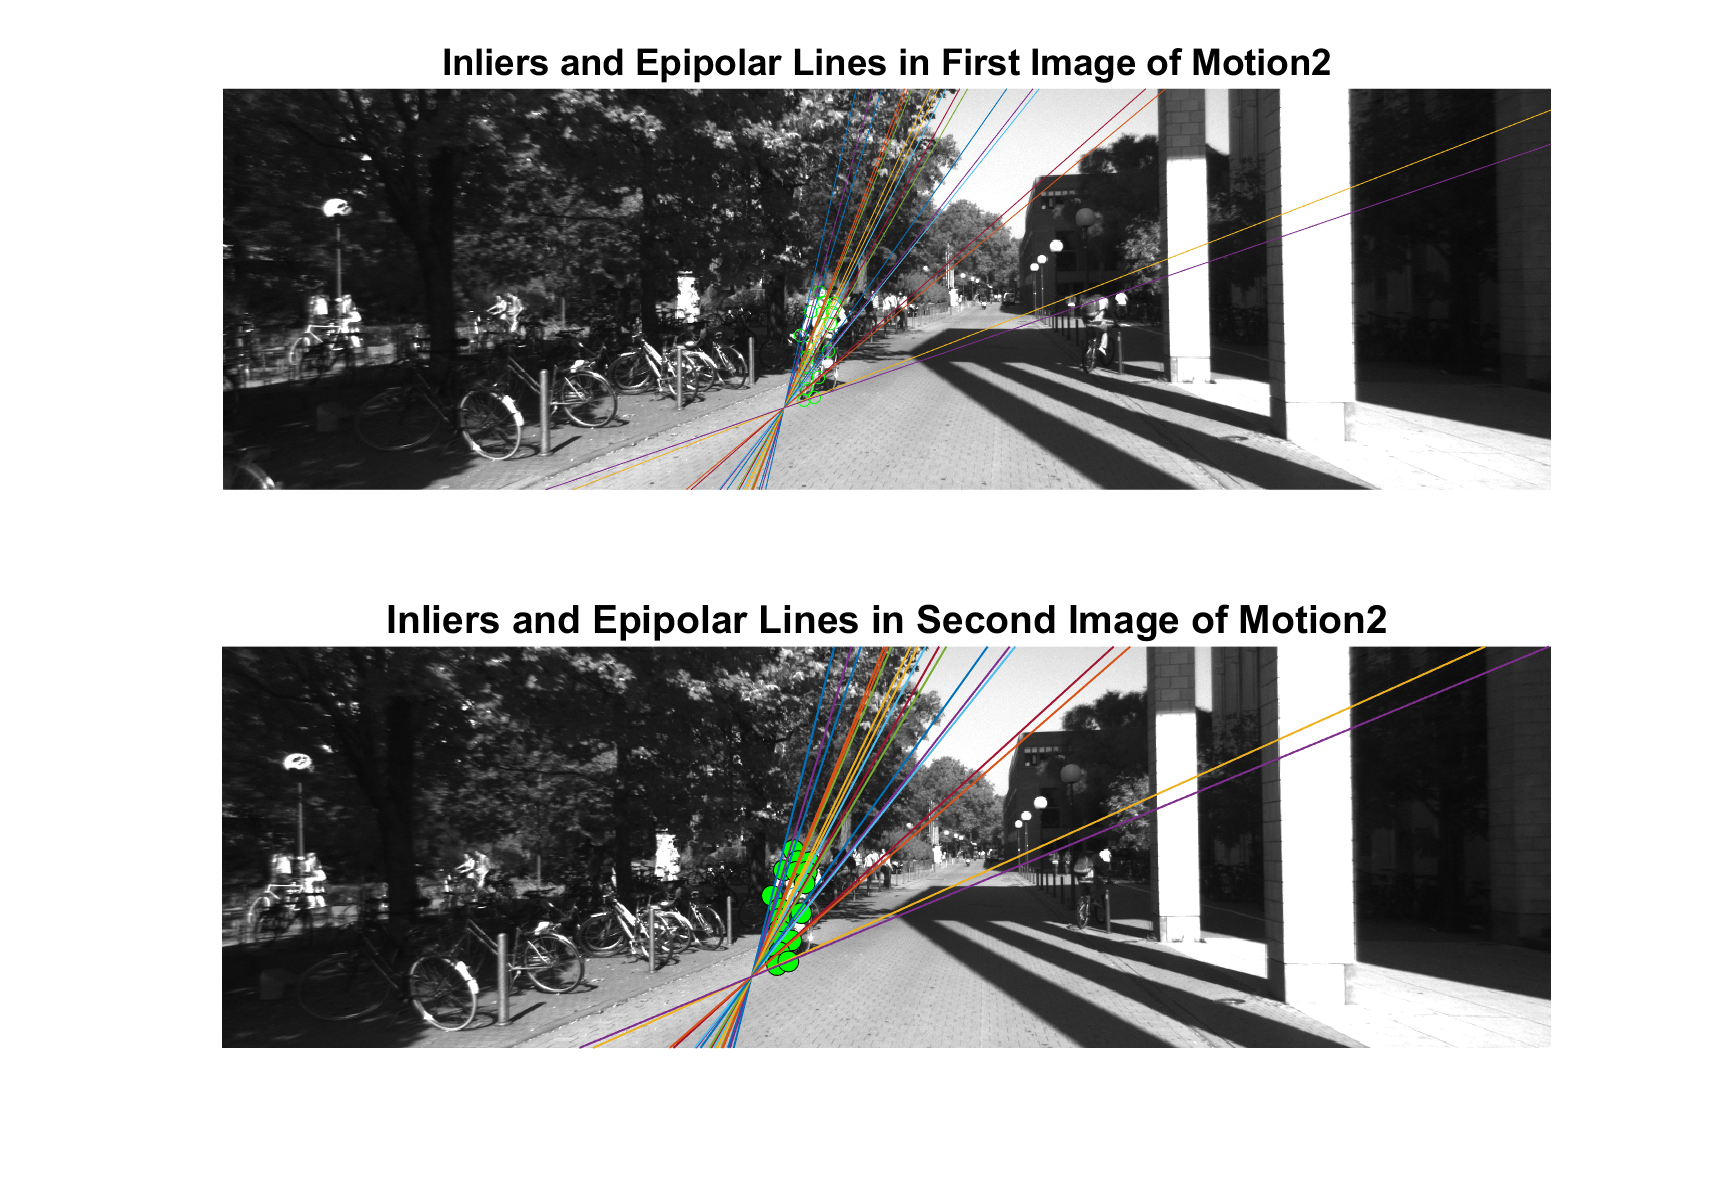 Inliers and Epipolar Lines in First Image of Motion2
Inliers and Epipolar Lines in Second Image of Motion2